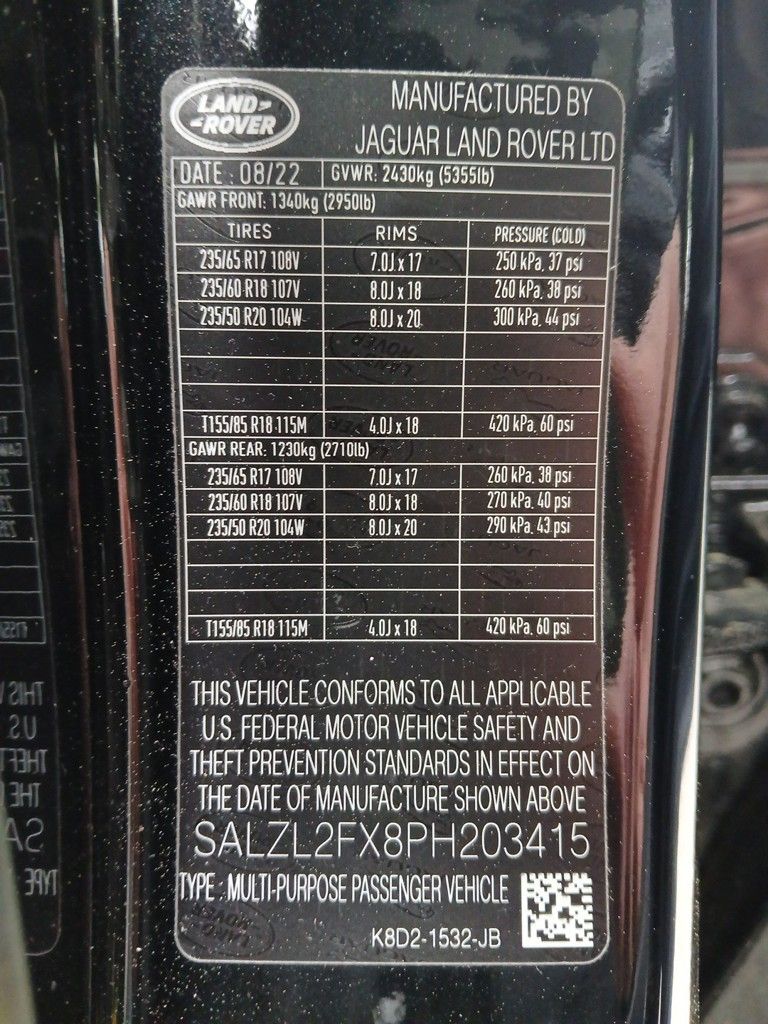 LAND-
-ROVER
MANUFACTURED BY
JAGUAR LAND ROVER LTD
DATE : 08/22 GVWR: 2430kg (5355lb)
GAWR FRONT: 1340kg (2950lb)
TIRES RIMS PRESSURE (COLD)
235/65 R17 108V 7.0J x 17 250 kPa, 37 psi
235/60 R18 107V 8.0J x 18 260 kPa, 38 psi
235/50 R20 104W 8.0J x 20 300 kPa, 44 psi
T155/85 R18 115M 4.0J x 18 420 kPa, 60 psi
GAWR REAR: 1230kg (2710lb)
235/65 R17 108V 7.0J x 17 260 kPa, 38 psi
235/60 R18 107V 8.0J x 18 270 kPa, 40 psi
235/50 R20 104W 8.0J x 20 290 kPa, 43 psi
T155/85 R18 115M 4.0J x 18 420 kPa, 60 psi
THIS VEHICLE CONFORMS TO ALL APPLICABLE
U.S. FEDERAL MOTOR VEHICLE SAFETY AND
THEFT PREVENTION STANDARDS IN EFFECT ON
THE DATE OF MANUFACTURE SHOWN ABOVE
SALZL2FX8PH203415
TYPE : MULTI-PURPOSE PASSENGER VEHICLE
K8D2-1532-JB